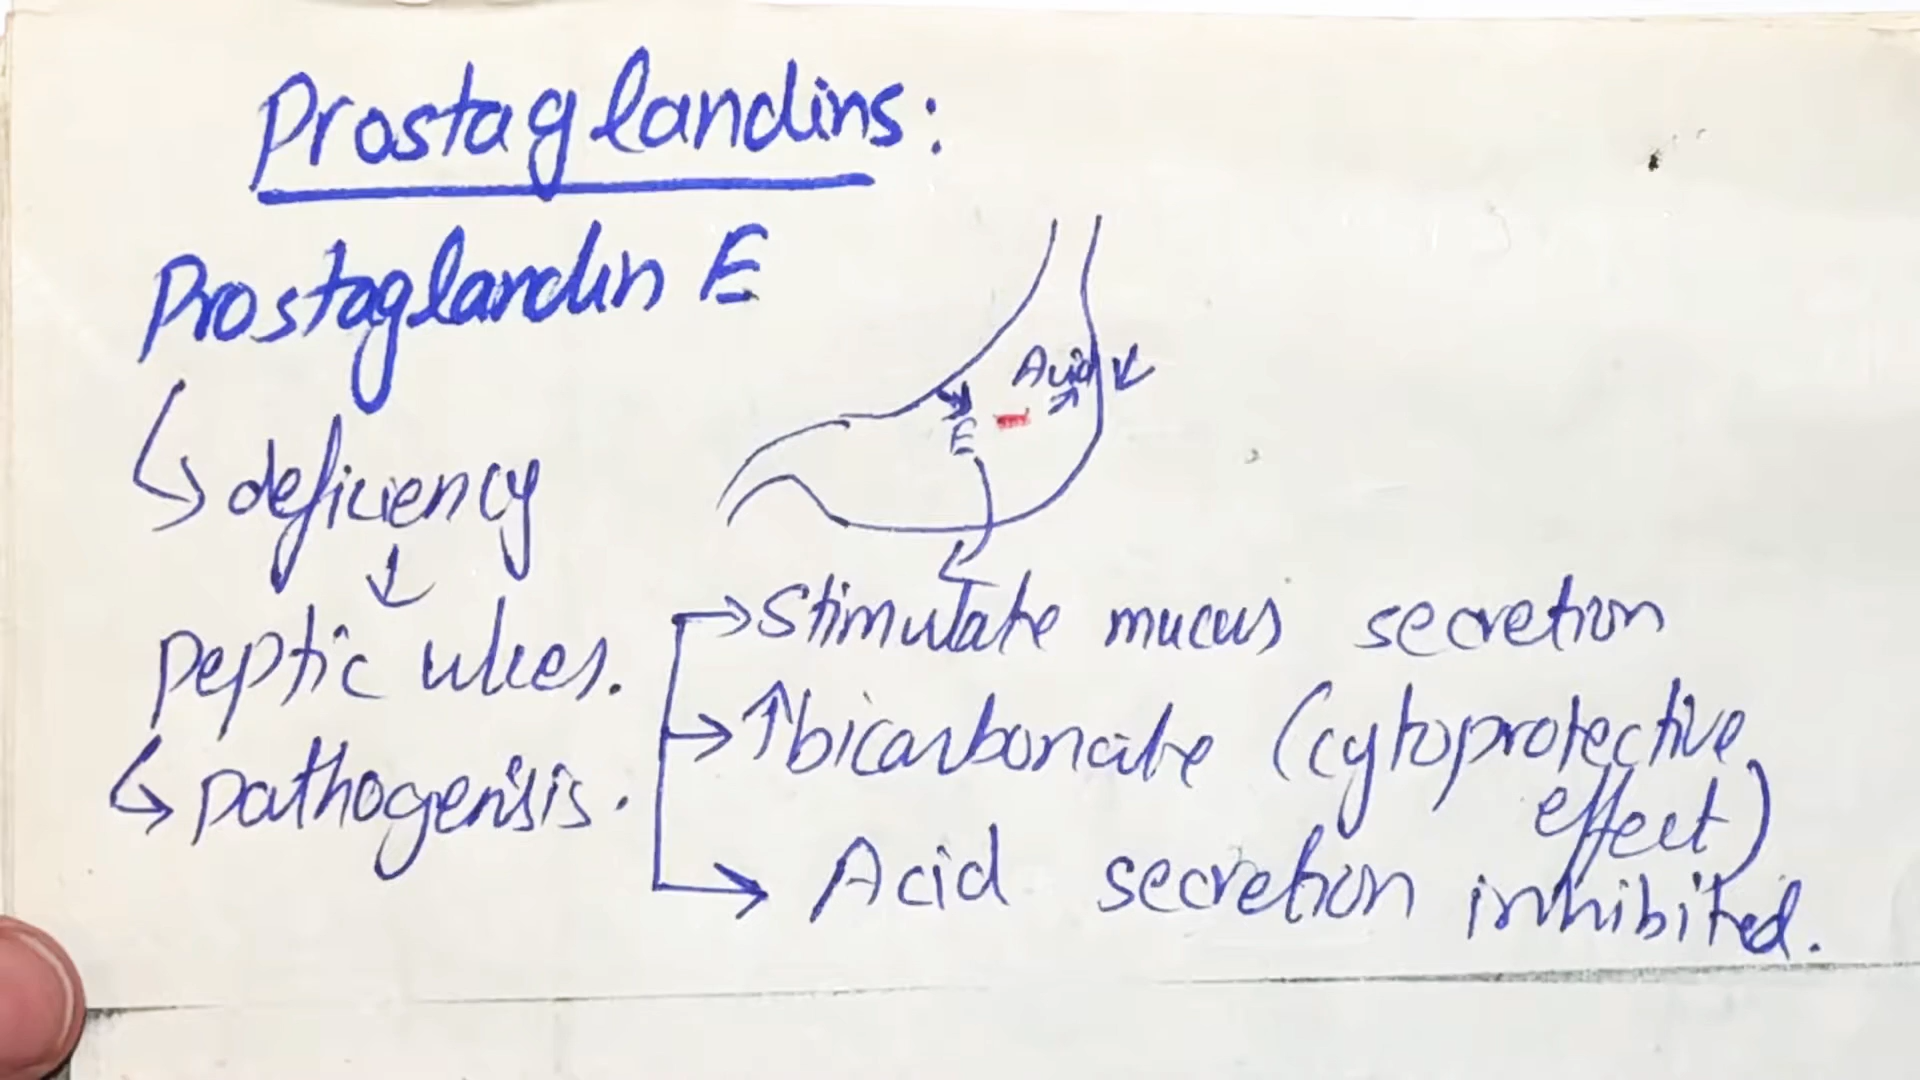 Prostaglandins:
Prostaglandin E
deficiency
peptic ulcer.
pathogenisis.
Acid ↓
E -
→ Stimulate mucus secretion
→ ↑bicarbonate (cytoprotective
effect)
→ Acid secretion inhibited.